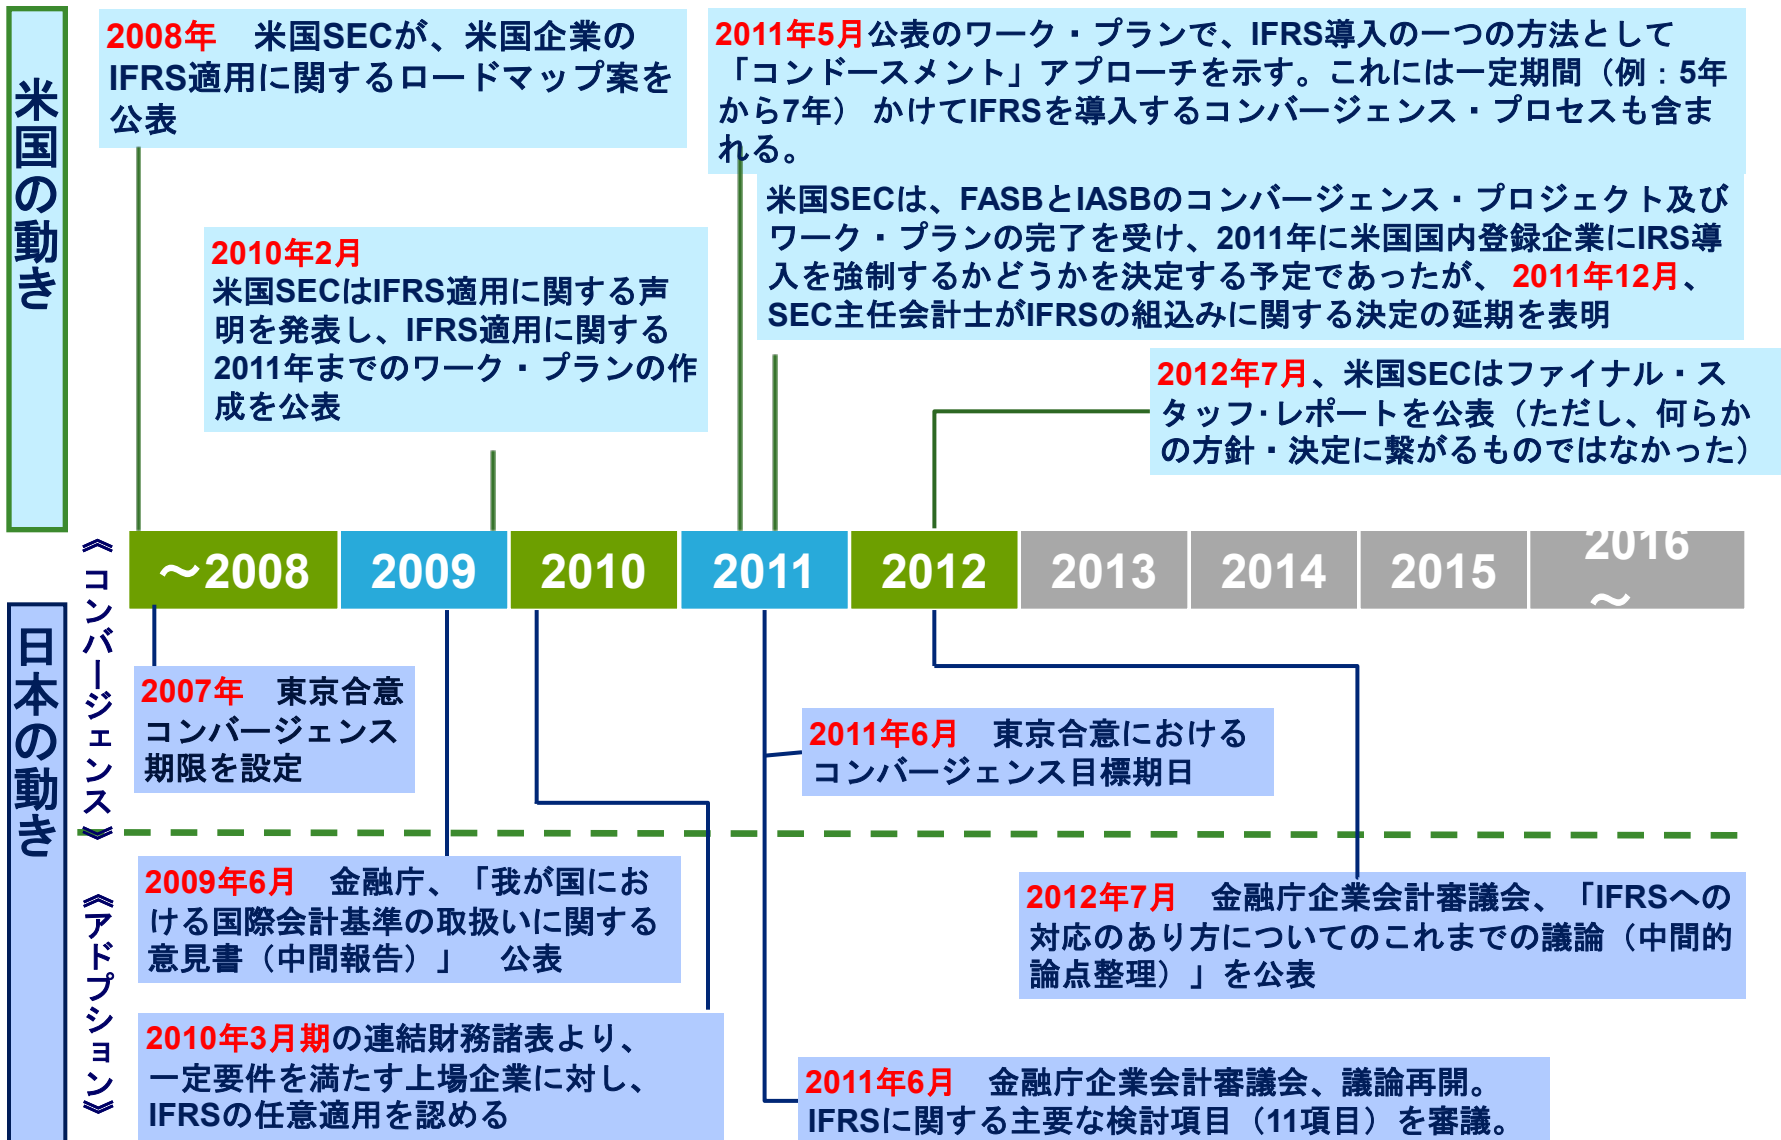 米国の動き
2008年　米国SECが、米国企業の
IFRS適用に関するロードマップ案を
公表
2011年5月公表のワーク・プランで、IFRS導入の一つの方法として
「コンドースメント」アプローチを示す。これには一定期間（例：5年
から7年） かけてIFRSを導入するコンバージェンス・プロセスも含ま
れる。
米国SECは、FASBとIASBのコンバージェンス・プロジェクト及び
ワーク・プランの完了を受け、2011年に米国国内登録企業にIRS導
入を強制するかどうかを決定する予定であったが、 2011年12月、
SEC主任会計士がIFRSの組込みに関する決定の延期を表明
2010年2月
米国SECはIFRS適用に関する声
明を発表し、IFRS適用に関する
2011年までのワーク・プランの作
成を公表
2012年7月、米国SECはファイナル・ス
タッフ･レポートを公表（ただし、何らか
の方針・決定に繋がるものではなかった）
～2008
2009
2010
2011
2012
2013
2014
2015
2016
～
日本の動き
《コンバージェンス》
2007年　東京合意
コンバージェンス
期限を設定
2011年6月　東京合意における
コンバージェンス目標期日
《アドプション》
2009年6月　金融庁、「我が国にお
ける国際会計基準の取扱いに関する
意見書（中間報告）」　公表
2012年7月　金融庁企業会計審議会、「IFRSへの
対応のあり方についてのこれまでの議論（中間的
論点整理）」を公表
2010年3月期の連結財務諸表より、
一定要件を満たす上場企業に対し、
IFRSの任意適用を認める
2011年6月　金融庁企業会計審議会、議論再開。
IFRSに関する主要な検討項目（11項目）を審議。